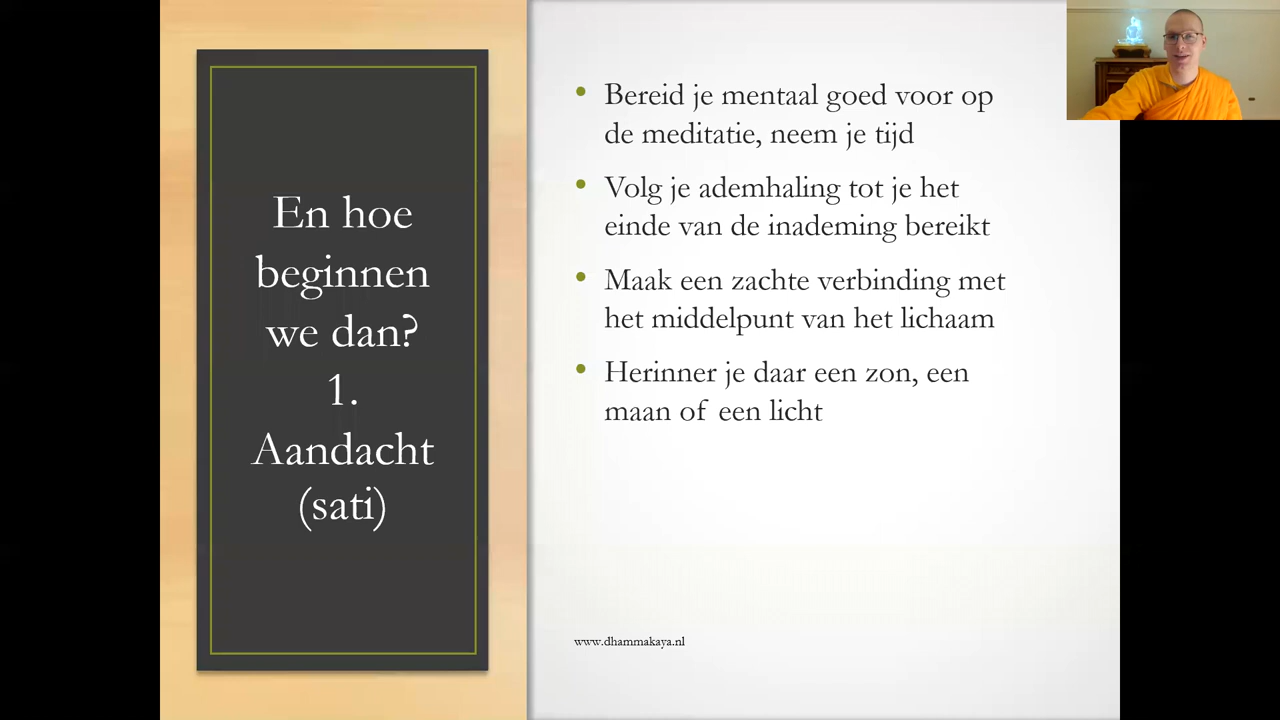 En hoe
beginnen
we dan?
1.
Aandacht
(sati)
Bereid je mentaal goed voor op
de meditatie, neem je tijd
Volg je ademhaling tot je het
einde van de inademing bereikt
Maak een zachte verbinding met
het middelpunt van het lichaam
Herinner je daar een zon, een
maan of een licht
www.dhammakaya.nl